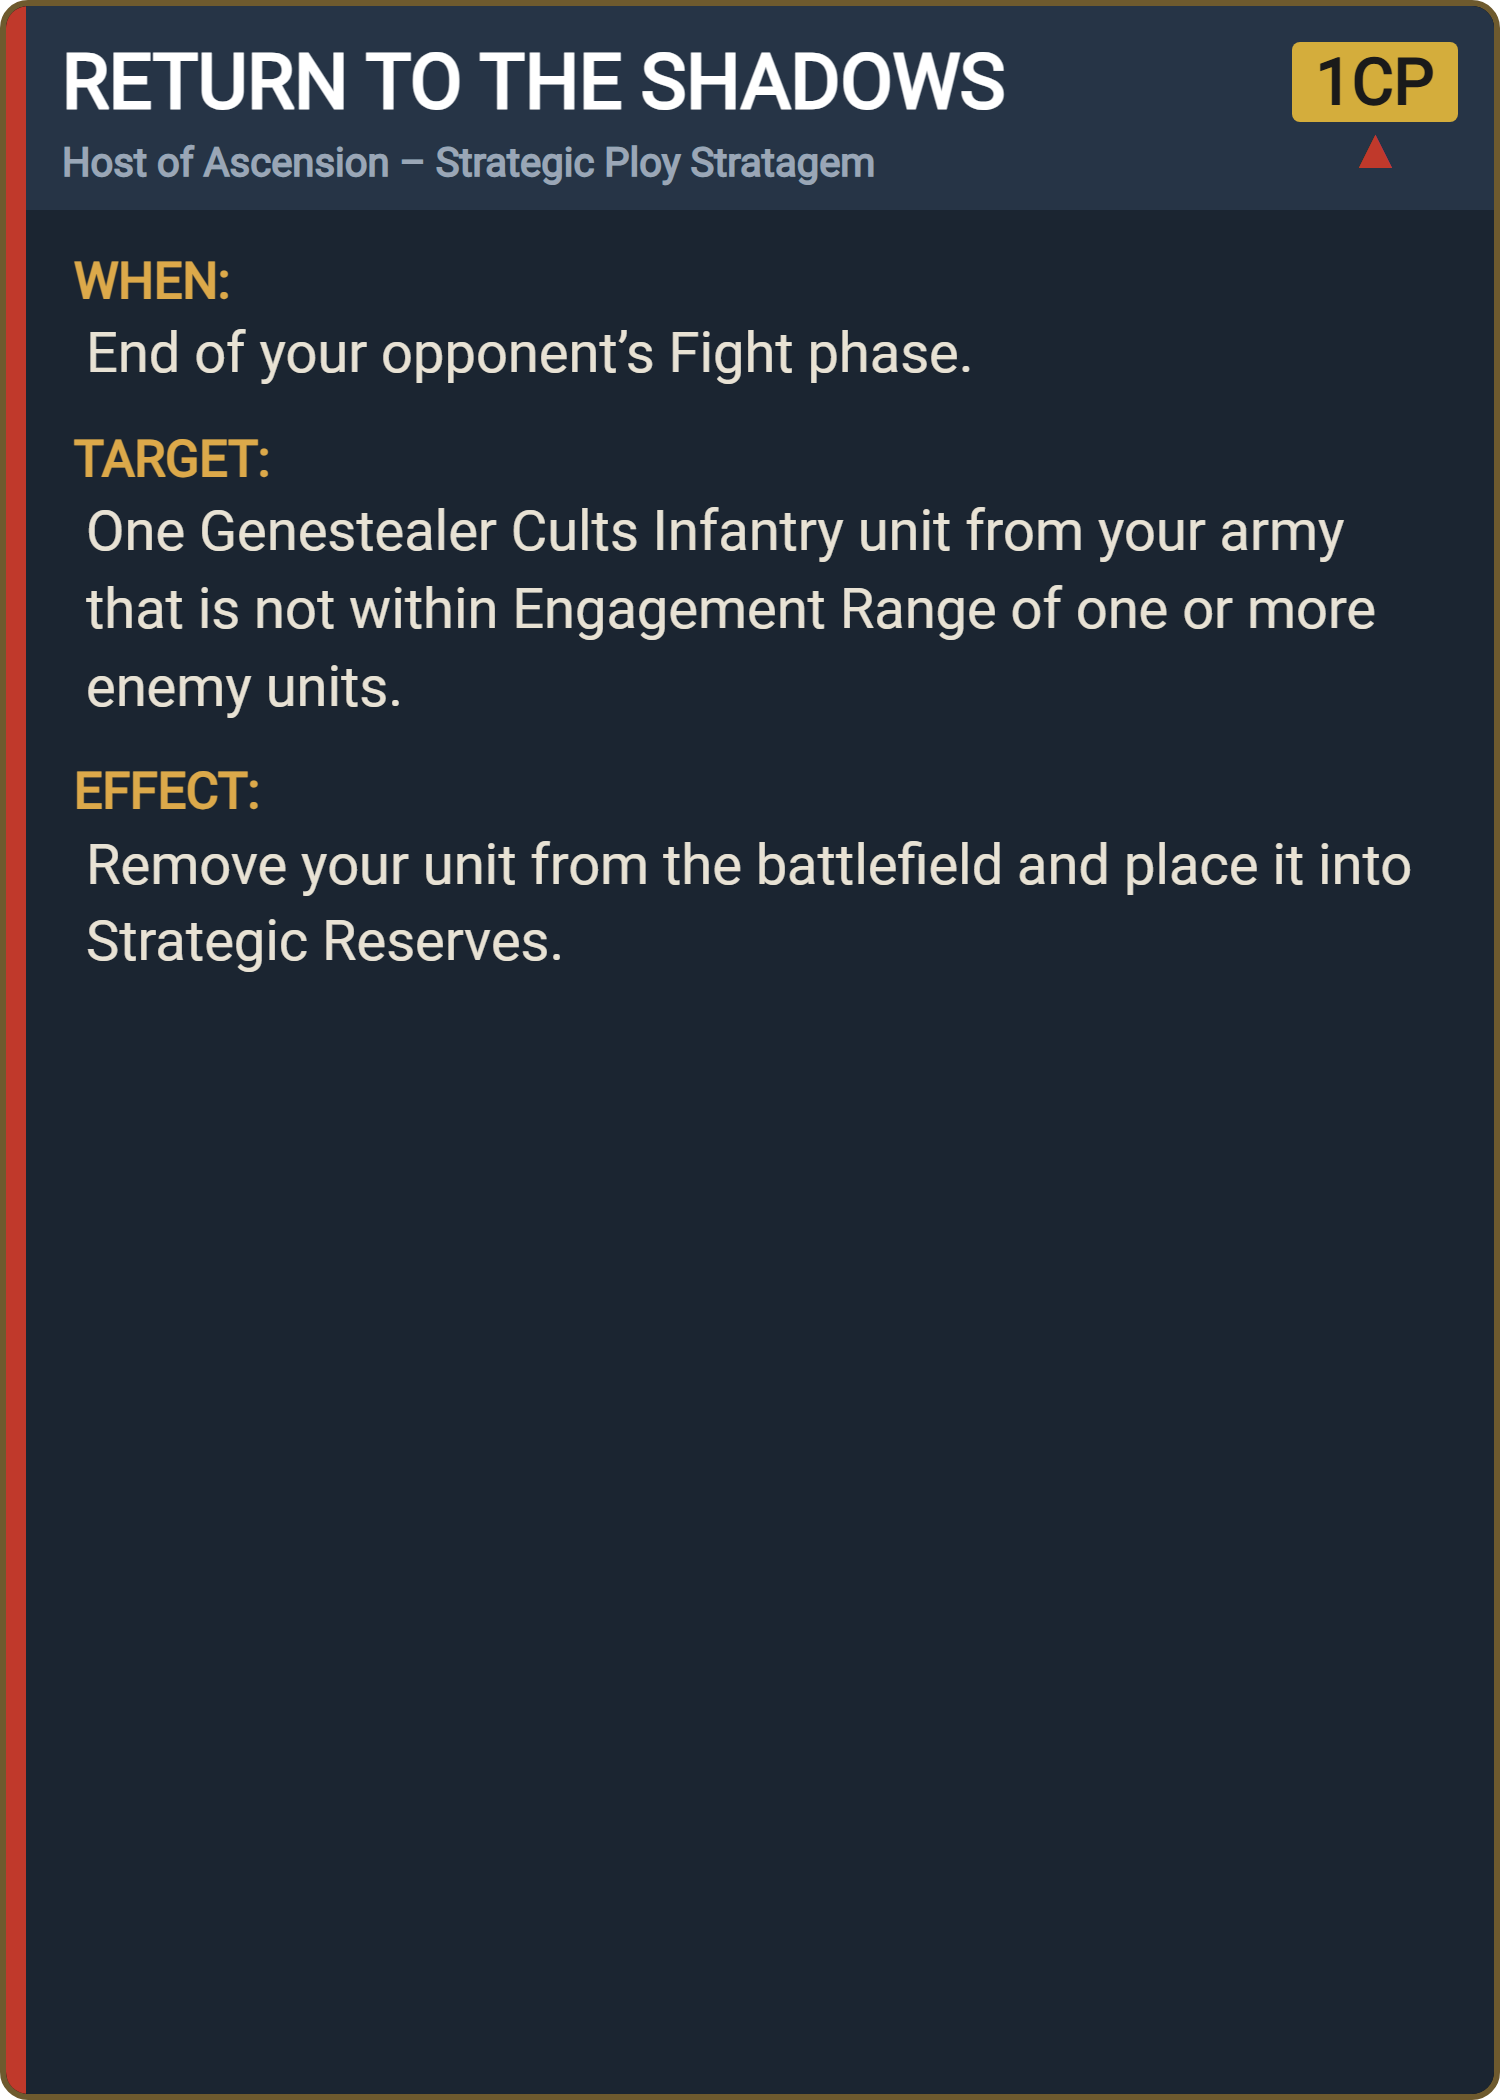 RETURN TO THE SHADOWS
1CP
Host of Ascension – Strategic Ploy Stratagem
WHEN:
End of your opponent’s Fight phase.
TARGET:
One Genestealer Cults Infantry unit from your army
that is not within Engagement Range of one or more
enemy units.
EFFECT:
Remove your unit from the battlefield and place it into
Strategic Reserves.